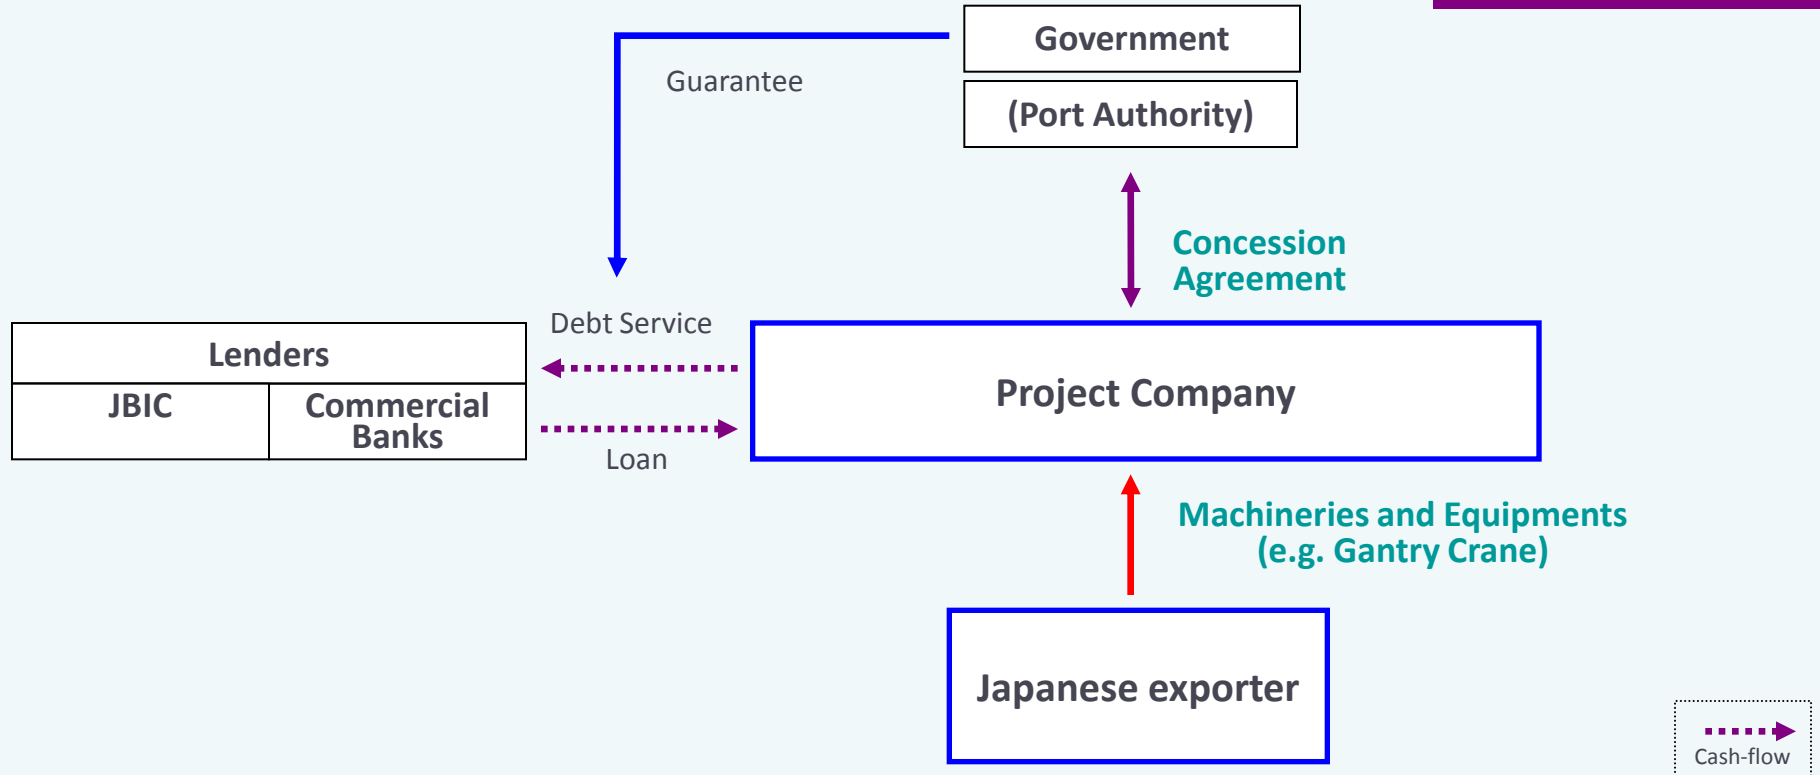 Government
(Port Authority)
Guarantee
Concession
Agreement
Debt Service
Lenders
JBIC
Commercial
Banks
Loan
Project Company
Machineries and Equipments
(e.g. Gantry Crane)
Japanese exporter
Cash-flow